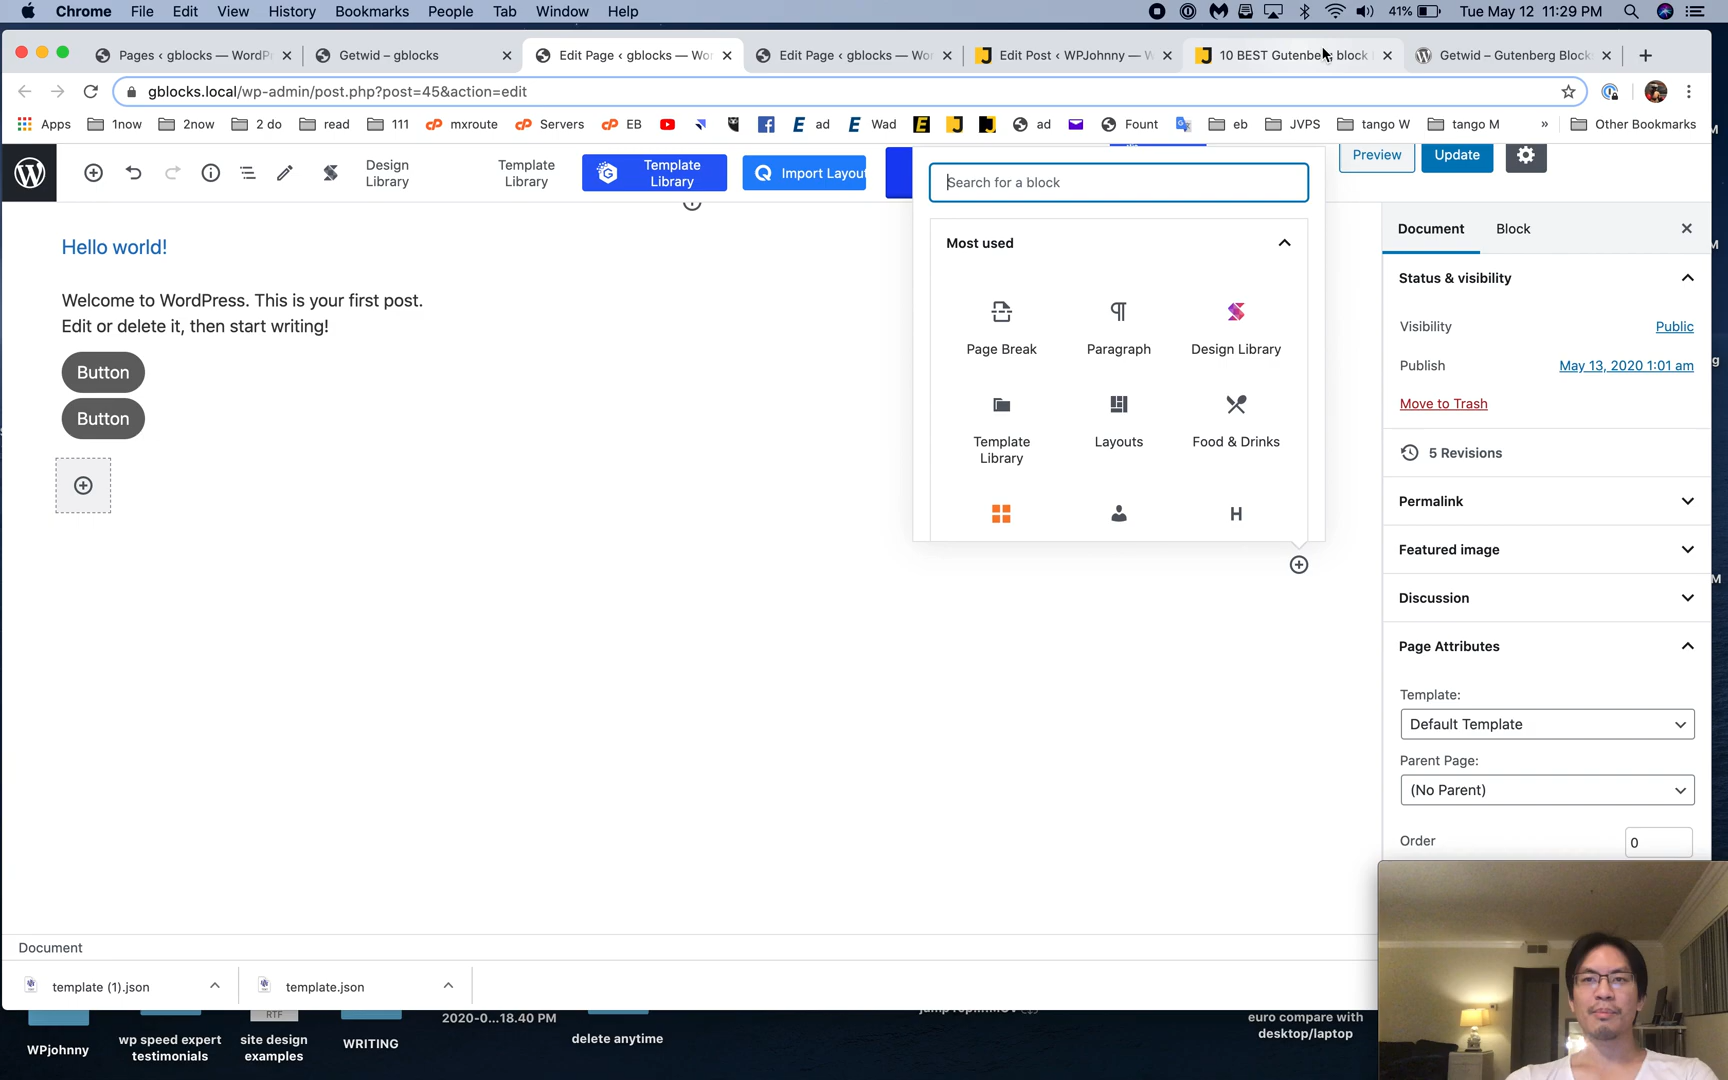 Chrome File Edit View History Bookmarks People Tab Window Help 41% Tue May 12 11:29 PM
Pages ‹ gblocks — WordP Getwid – gblocks Edit Page ‹ gblocks — Wo Edit Page ‹ gblocks — Wor Edit Post ‹ WPJohnny — W 10 BEST Gutenberg block Getwid – Gutenberg Block
gblocks.local/wp-admin/post.php?post=45&action=edit
Apps 1now 2now 2 do read 111 mxroute Servers EB ad Wad ad Fount eb JVPS tango W tango M » Other Bookmarks
Design Library
Template Library
Template Library
Import Layou
Preview Update
Search for a block
Most used
Page Break Paragraph Design Library
Template Library Layouts Food & Drinks
Hello world!
Welcome to WordPress. This is your first post.
Edit or delete it, then start writing!
Button
Button
Document Block
Status & visibility
Visibility Public
Publish May 13, 2020 1:01 am
Move to Trash
5 Revisions
Permalink
Featured image
Discussion
Page Attributes
Template:
Default Template
Parent Page:
(No Parent)
Order 0
Document
template (1).json template.json
WPjohnny
wp speed expert testimonials
RTF
site design examples
WRITING
2020-0...18.40 PM
delete anytime
euro compare with desktop/laptop